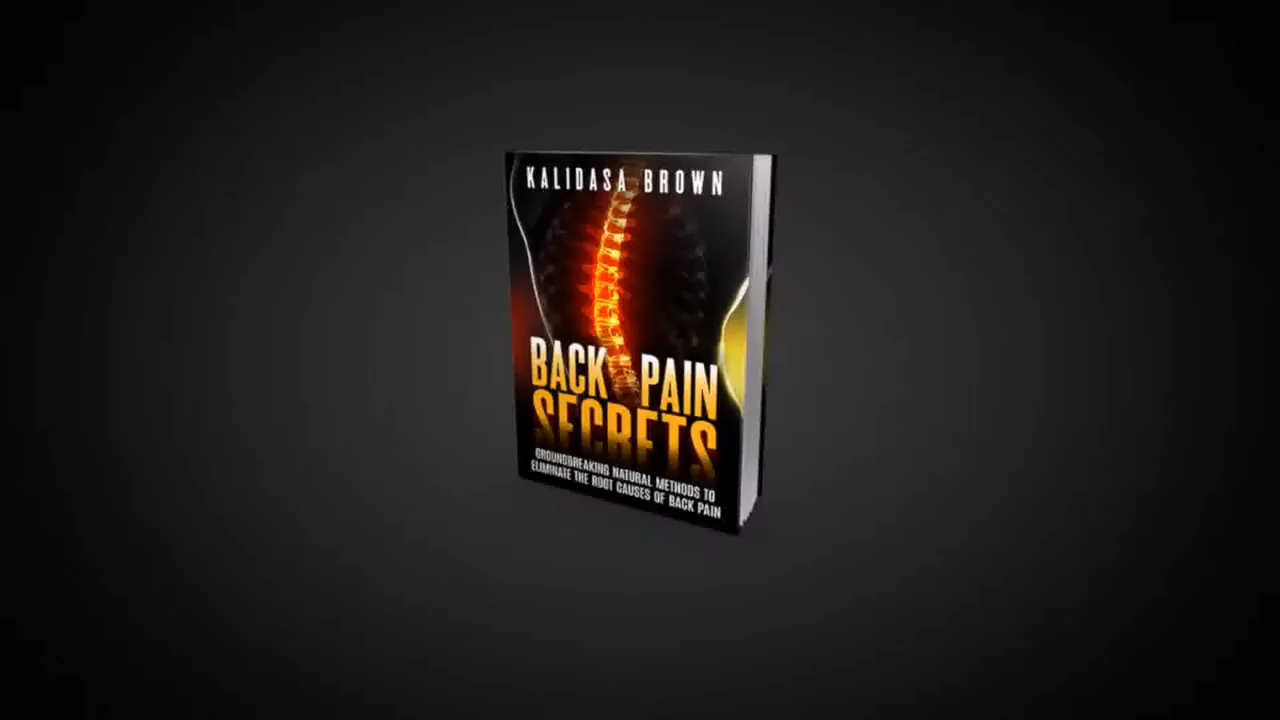 KALIDASA BROWN
BACK PAIN
SECRETS
GROUNDBREAKING NATURAL METHODS TO
ELIMINATE THE ROOT CAUSES OF BACK PAIN